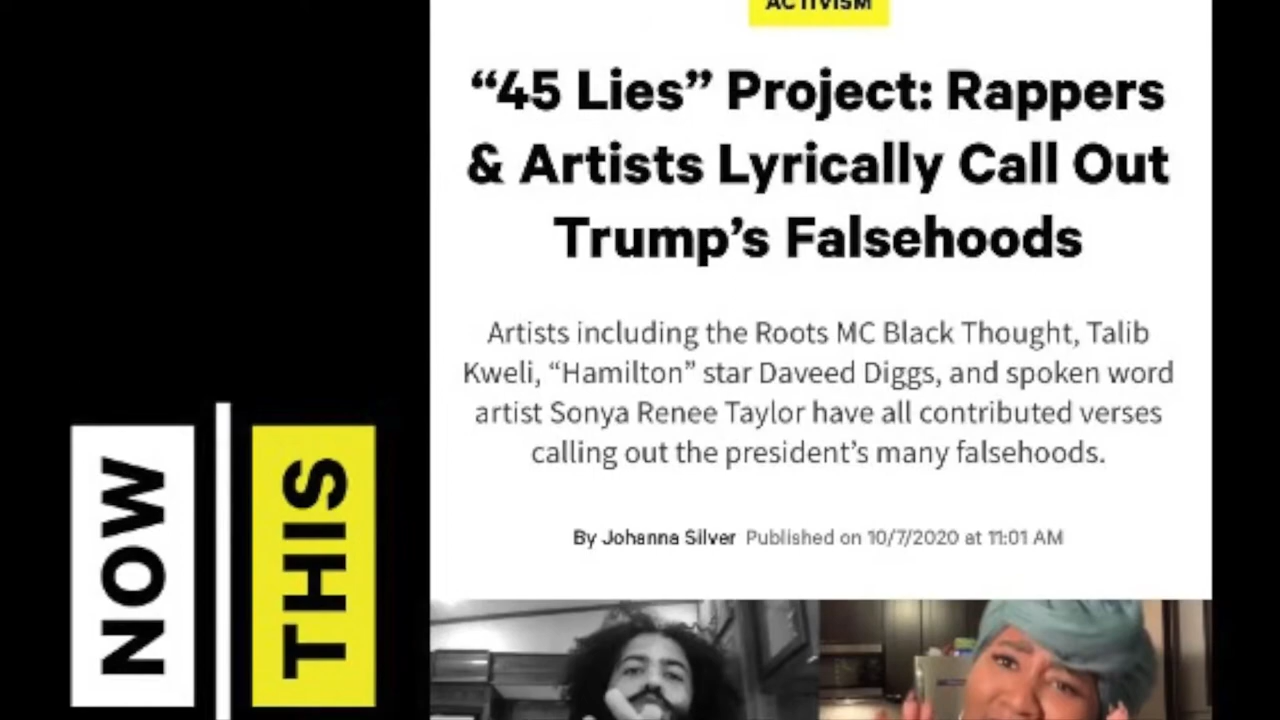 ACTIVISM
“45 Lies” Project: Rappers
& Artists Lyrically Call Out
Trump’s Falsehoods
Artists including the Roots MC Black Thought, Talib
Kweli, “Hamilton” star Daveed Diggs, and spoken word
artist Sonya Renee Taylor have all contributed verses
calling out the president’s many falsehoods.
By Johanna Silver Published on 10/7/2020 at 11:01 AM
NOW
THIS